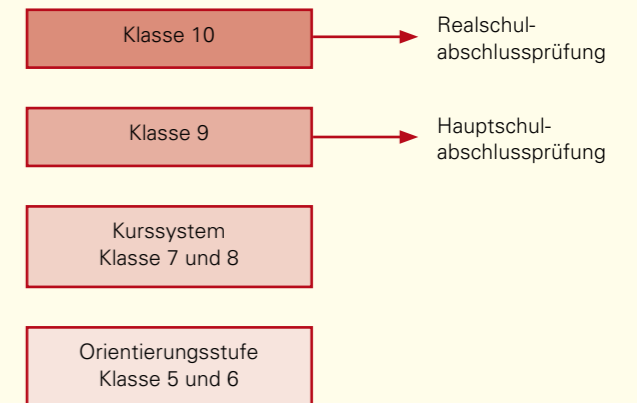 Klasse 10
Realschul-
abschlussprüfung
Klasse 9
Hauptschul-
abschlussprüfung
Kurssystem
Klasse 7 und 8
Orientierungsstufe
Klasse 5 und 6